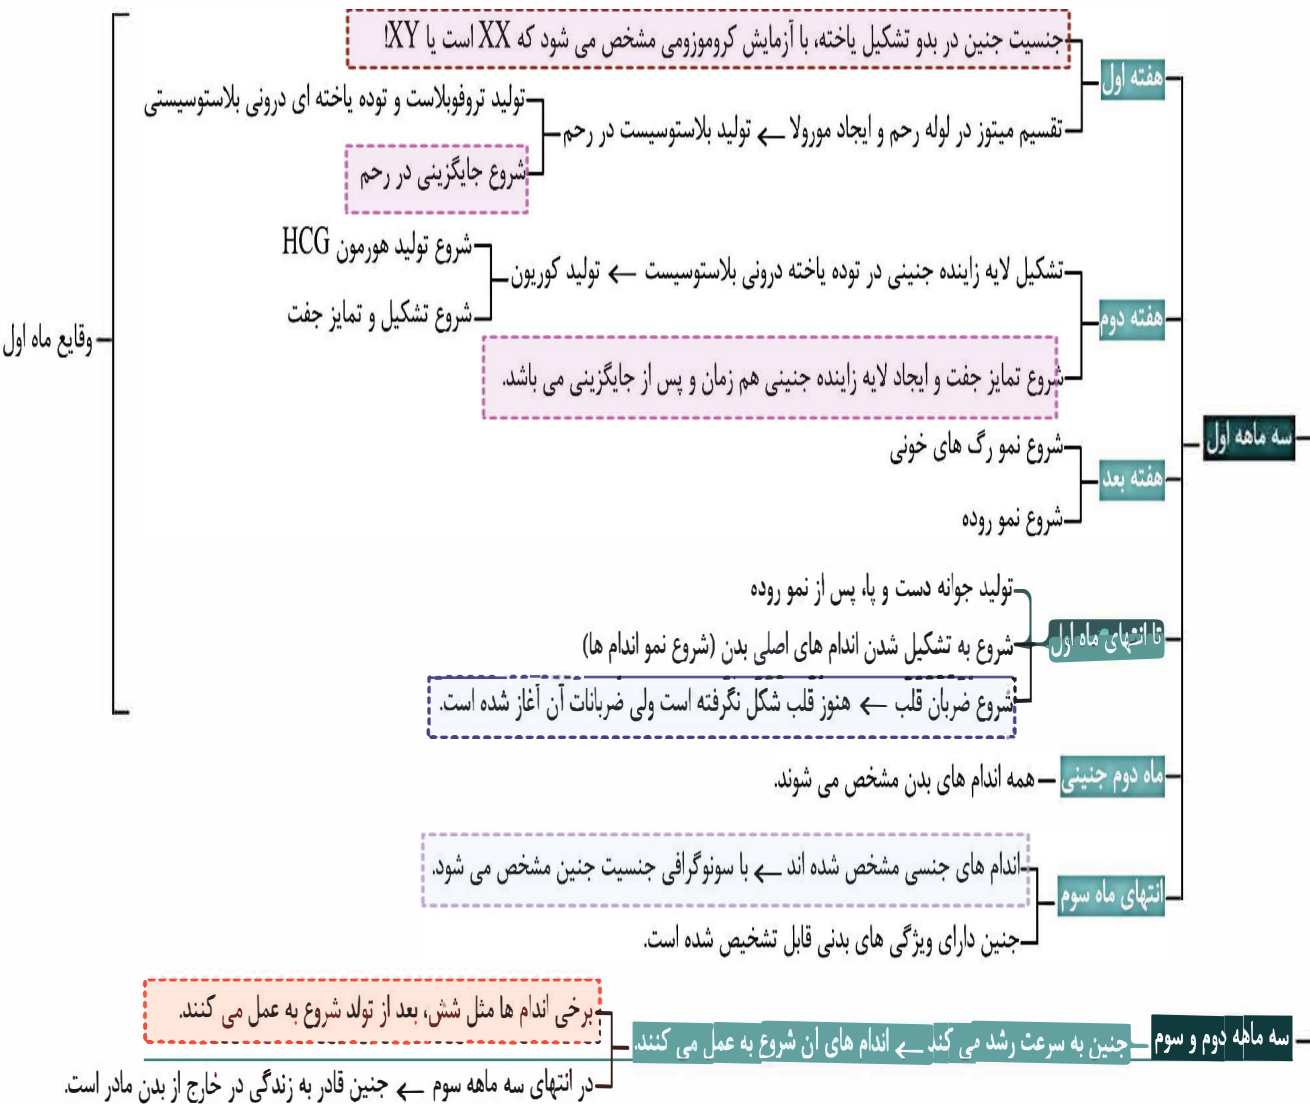 سه ماهه اول
هفته اول
جنسیت جنین در بدو تشکیل یاخته، با آزمایش کروموزومی مشخص می شود که XX است یا XY!
تقسیم میتوز در لوله رحم و ایجاد مورولا ← تولید بلاستوسیست در رحم
تولید تروفوبلاست و توده یاخته ای درونی بلاستوسیستی
شروع جایگزینی در رحم
هفته دوم
تشکیل لایه زاینده جنینی در توده یاخته درونی بلاستوسیست ← تولید کوریون
شروع تولید هورمون HCG
شروع تشکیل و تمایز جفت
شروع تمایز جفت و ایجاد لایه زاینده جنینی هم زمان و پس از جایگزینی می باشد.
هفته بعد
شروع نمو رگ های خونی
شروع نمو روده
تا انتهای ماه اول
تولید جوانه دست و پا، پس از نمو روده
شروع به تشکیل شدن اندام های اصلی بدن (شروع نمو اندام ها)
شروع ضربان قلب ← هنوز قلب شکل نگرفته است ولی ضربانات آن آغاز شده است.
وقایع ماه اول
ماه دوم جنینی
همه اندام های بدن مشخص می شوند.
انتهای ماه سوم
اندام های جنسی مشخص شده اند ← با سونوگرافی جنسیت جنین مشخص می شود.
جنین دارای ویژگی های بدنی قابل تشخیص شده است.
سه ماهه دوم و سوم
جنین به سرعت رشد می کند ← اندام های ان شروع به عمل می کنند.
برخی اندام ها مثل شش، بعد از تولد شروع به عمل می کنند.
در انتهای سه ماهه سوم ← جنین قادر به زندگی در خارج از بدن مادر است.